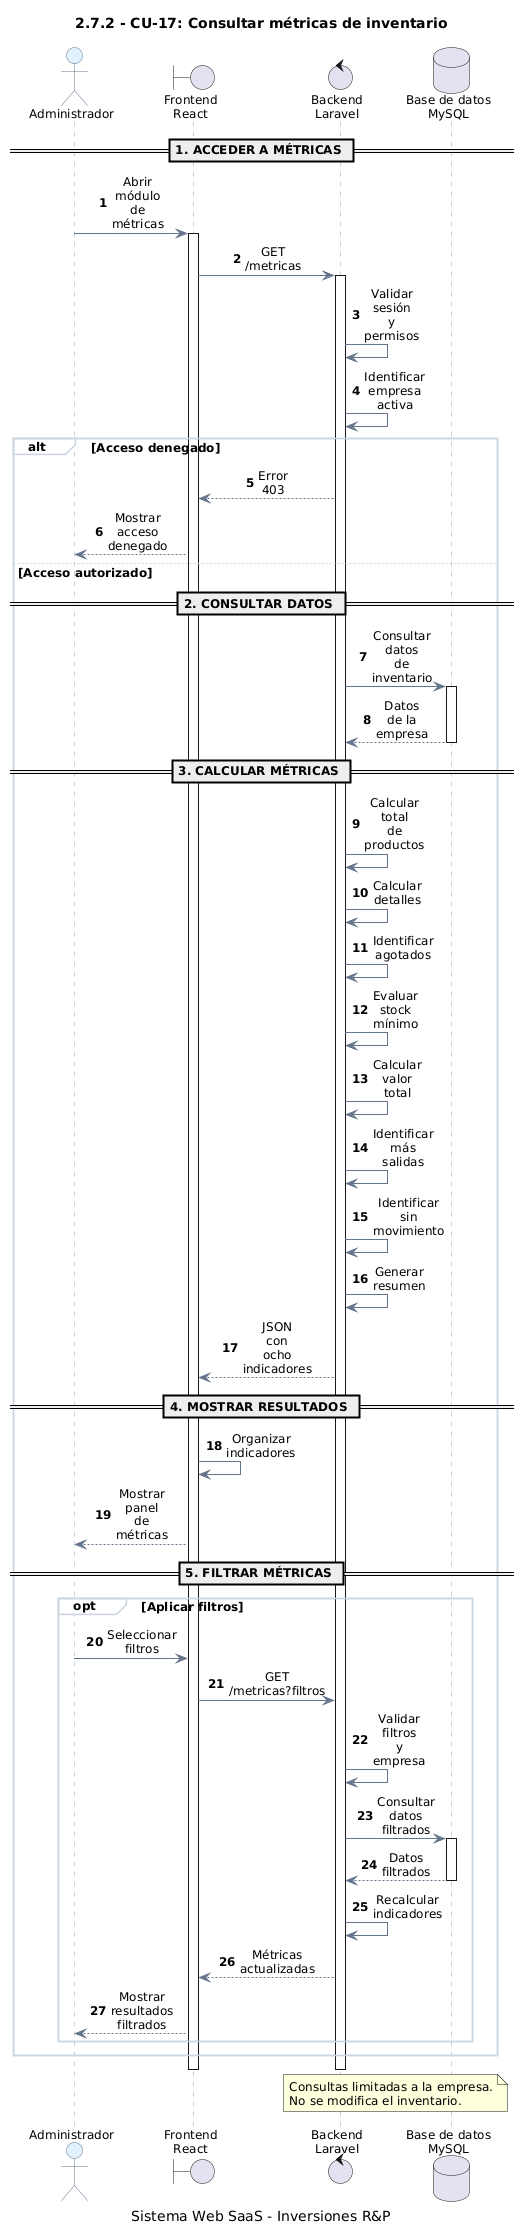 2.7.2 - CU-17: Consultar métricas de inventario
Administrador
Frontend
React
Backend
Laravel
Base de datos
MySQL
1. ACCEDER A MÉTRICAS
1
Abrir
módulo
de
métricas
2
GET
/metricas
3
Validar
sesión
y
permisos
4
Identificar
empresa
activa
alt
[Acceso denegado]
5
Error
403
6
Mostrar
acceso
denegado
[Acceso autorizado]
2. CONSULTAR DATOS
7
Consultar
datos
de
inventario
8
Datos
de la
empresa
3. CALCULAR MÉTRICAS
9
Calcular
total
de
productos
10
Calcular
detalles
11
Identificar
agotados
12
Evaluar
stock
mínimo
13
Calcular
valor
total
14
Identificar
más
salidas
15
Identificar
sin
movimiento
16
Generar
resumen
17
JSON
con
ocho
indicadores
4. MOSTRAR RESULTADOS
18
Organizar
indicadores
19
Mostrar
panel
de
métricas
5. FILTRAR MÉTRICAS
opt
[Aplicar filtros]
20
Seleccionar
filtros
21
GET
/metricas?filtros
22
Validar
filtros
y
empresa
23
Consultar
datos
filtrados
24
Datos
filtrados
25
Recalcular
indicadores
26
Métricas
actualizadas
27
Mostrar
resultados
filtrados
Consultas limitadas a la empresa.
No se modifica el inventario.
Administrador
Frontend
React
Backend
Laravel
Base de datos
MySQL
Sistema Web SaaS - Inversiones R&P